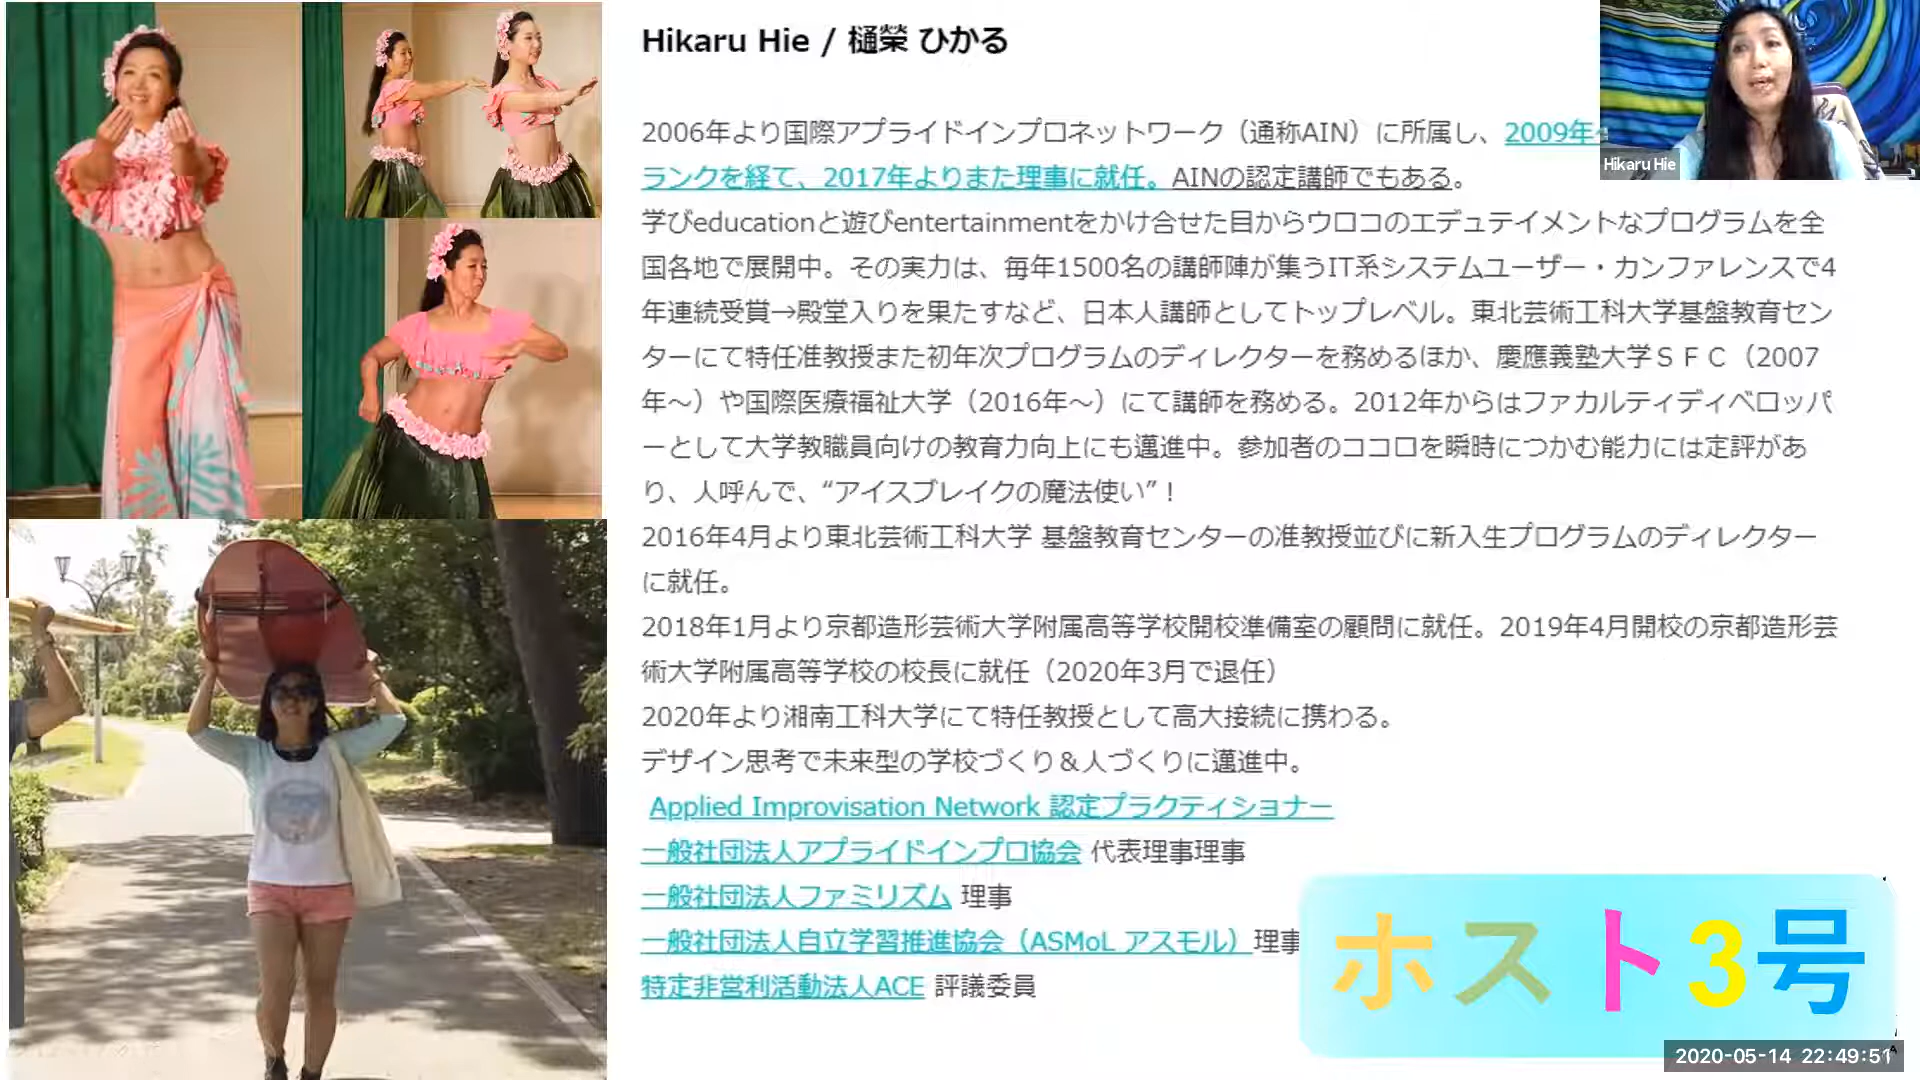 Hikaru Hie / 樋榮 ひかる
Hikaru Hie
2006年より国際アプライドインプロネットワーク（通称AIN）に所属し、2009年
ランクを経て、2017年よりまた理事に就任。AINの認定講師でもある。
学びeducationと遊びentertainmentをかけ合せた目からウロコのエデュテイメントなプログラムを全
国各地で展開中。その実力は、毎年1500名の講師陣が集うIT系システムユーザー・カンファレンスで4
年連続受賞→殿堂入りを果たすなど、日本人講師としてトップレベル。東北芸術工科大学基盤教育セン
ターにて特任准教授また初年次プログラムのディレクターを務めるほか、慶應義塾大学ＳＦＣ（2007
年～）や国際医療福祉大学（2016年～）にて講師を務める。2012年からはファカルティディベロッパ
ーとして大学教職員向けの教育力向上にも邁進中。参加者のココロを瞬時につかむ能力には定評があ
り、人呼んで、“アイスブレイクの魔法使い”！
2016年4月より東北芸術工科大学 基盤教育センターの准教授並びに新入生プログラムのディレクター
に就任。
2018年1月より京都造形芸術大学附属高等学校開校準備室の顧問に就任。2019年4月開校の京都造形芸
術大学附属高等学校の校長に就任（2020年3月で退任）
2020年より湘南工科大学にて特任教授として高大接続に携わる。
デザイン思考で未来型の学校づくり＆人づくりに邁進中。
Applied Improvisation Network 認定プラクティショナー
一般社団法人アプライドインプロ協会 代表理事理事
一般社団法人ファミリズム 理事
一般社団法人自立学習推進協会（ASMoL アスモル）理事
特定非営利活動法人ACE 評議委員
ホスト3号
2020-05-14 22:49:51